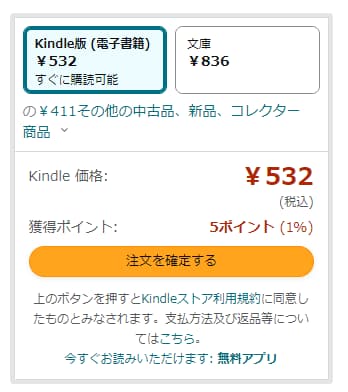 Kindle版 (電子書籍)
￥532
すぐに購読可能
文庫
￥836
の￥411その他の中古品、新品、コレクター
商品
Kindle 価格:
￥532
(税込)
獲得ポイント:
5ポイント (1%)
注文を確定する
上のボタンを押すとKindleストア利用規約に同意し
たものとみなされます。支払方法及び返品等につい
てはこちら。
今すぐお読みいただけます: 無料アプリ